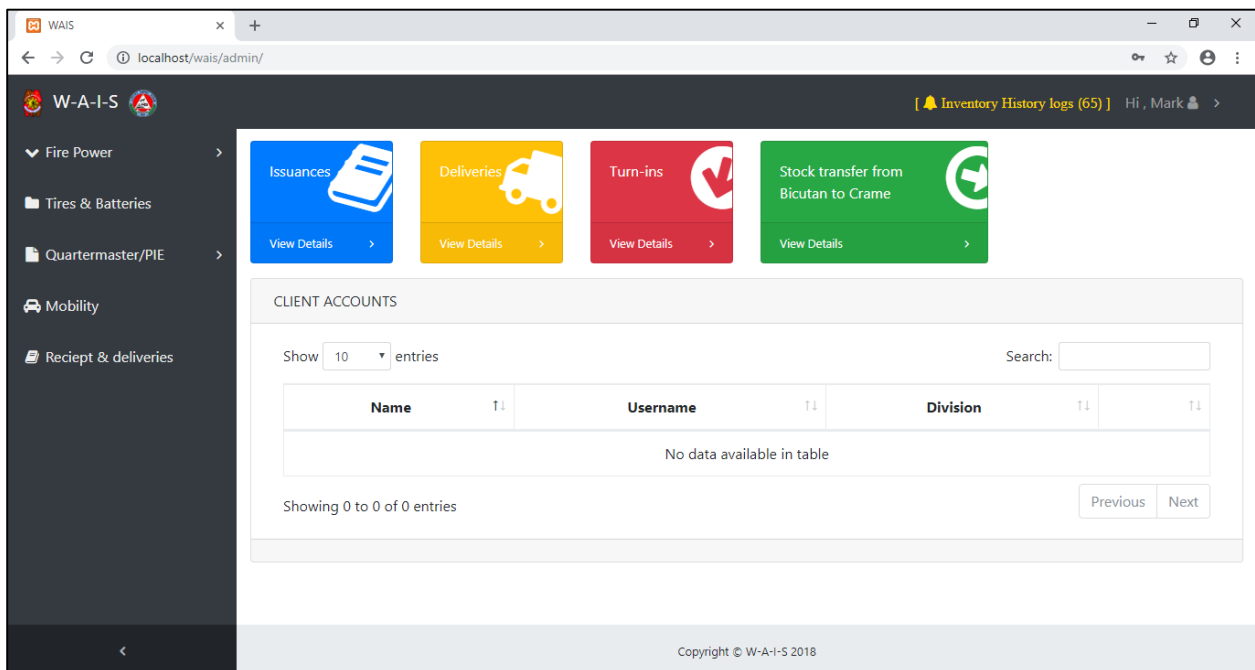 WAIS
localhost/wais/admin/
W-A-I-S
[ Inventory History logs (65) ] Hi , Mark
Fire Power
Tires & Batteries
Quartermaster/PIE
Mobility
Reciept & deliveries
Issuances
View Details
Deliveries
View Details
Turn-ins
View Details
Stock transfer from
Bicutan to Crame
View Details
CLIENT ACCOUNTS
Show 10 entries
Search:
Name Username Division
No data available in table
Showing 0 to 0 of 0 entries
Previous Next
Copyright © W-A-I-S 2018